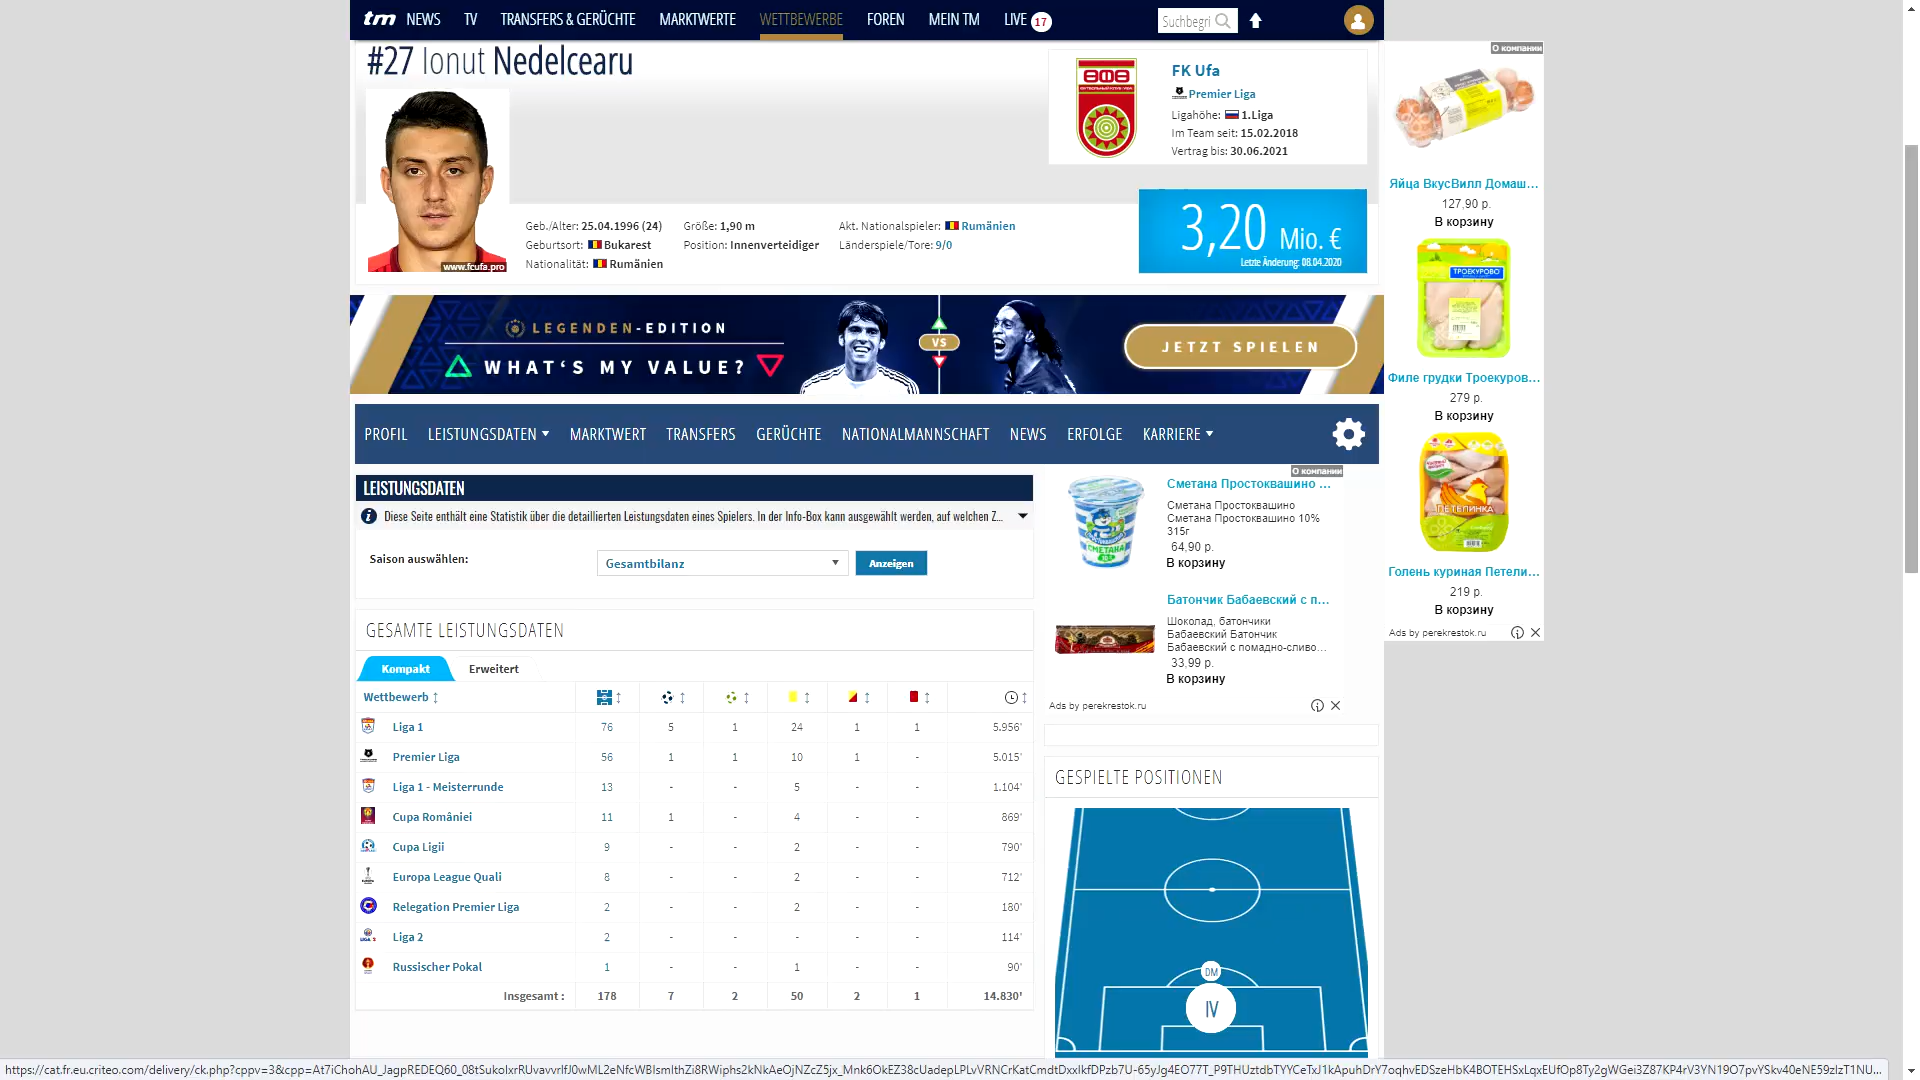 tm NEWS TV TRANSFERS & GERÜCHTE MARKTWERTE WETTBEWERBE FOREN MEIN TM LIVE 17 Suchbegri
#27 Ionut Nedelcearu
www.fcufa.pro
Geb./Alter: 25.04.1996 (24)
Geburtsort: Bukarest
Nationalität: Rumänien
Größe: 1,90 m
Position: Innenverteidiger
Akt. Nationalspieler: Rumänien
Länderspiele/Tore: 9/0
FK Ufa
Premier Liga
Ligahöhe: 1.Liga
Im Team seit: 15.02.2018
Vertrag bis: 30.06.2021
3,20 Mio. €
Letzte Änderung: 08.04.2020
LEGENDEN-EDITION
WHAT'S MY VALUE?
VS
JETZT SPIELEN
PROFIL LEISTUNGSDATEN MARKTWERT TRANSFERS GERÜCHTE NATIONALMANNSCHAFT NEWS ERFOLGE KARRIERE
LEISTUNGSDATEN
Diese Seite enthält eine Statistik über die detaillierten Leistungsdaten eines Spielers. In der Info-Box kann ausgewählt werden, auf welchen Z...
Saison auswählen: Gesamtbilanz Anzeigen
GESAMTE LEISTUNGSDATEN
Kompakt Erweitert
Wettbewerb
Liga 1 76 5 1 24 1 1 5.956'
Premier Liga 56 1 1 10 1 - 5.015'
Liga 1 - Meisterrunde 13 - - 5 - - 1.104'
Cupa României 11 1 - 4 - - 869'
Cupa Ligii 9 - - 2 - - 790'
Europa League Quali 8 - - 2 - - 712'
Relegation Premier Liga 2 - - 2 - - 180'
Liga 2 2 - - - - - 114'
Russischer Pokal 1 - - 1 - - 90'
Insgesamt : 178 7 2 50 2 1 14.830'
О компании
Сметана Простоквашино ...
Сметана Простоквашино
Сметана Простоквашино 10%
315г
64,90 р.
В корзину
Батончик Бабаевский с п...
Шоколад, батончики
Бабаевский Батончик
Бабаевский с помадно-сливо...
33,99 р.
В корзину
Ads by perekrestok.ru
GESPIELTE POSITIONEN
DM
IV
О компании
Яйца ВкусВилл Домаш...
127,90 р.
В корзину
ТРОЕКУРОВО
Филе грудки Троекуров...
279 р.
В корзину
ПЕТЕЛИНКА
Голень куриная Петели...
219 р.
В корзину
Ads by perekrestok.ru